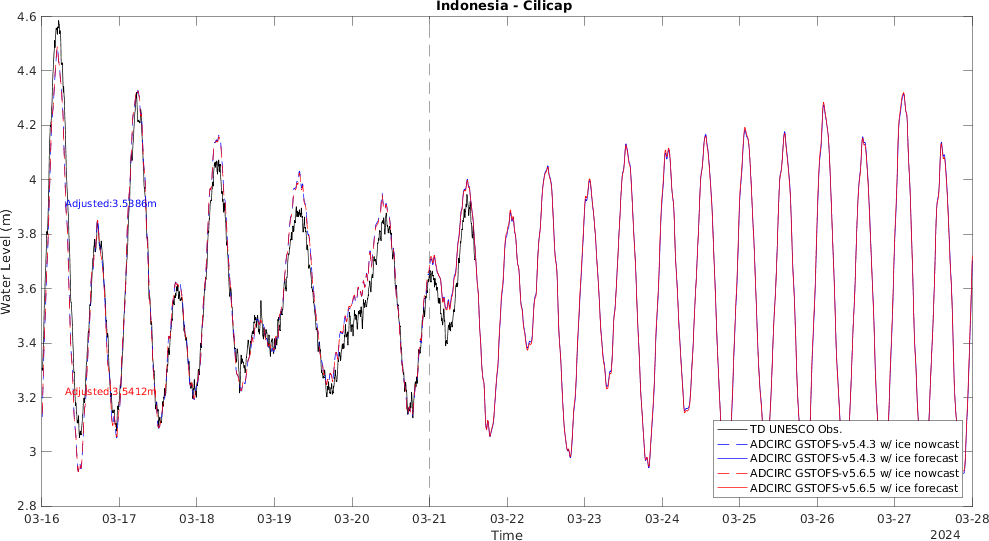 Indonesia - Cilicap
4.6
4.4
4.2
4
3.8
3.6
3.4
3.2
3
2.8
Water Level (m)
Adjusted:3.5386m
Adjusted:3.5412m
TD UNESCO Obs.
ADCIRC GSTOFS-v5.4.3 w/ ice nowcast
ADCIRC GSTOFS-v5.4.3 w/ ice forecast
ADCIRC GSTOFS-v5.6.5 w/ ice nowcast
ADCIRC GSTOFS-v5.6.5 w/ ice forecast
03-16 03-17 03-18 03-19 03-20 03-21 03-22 03-23 03-24 03-25 03-26 03-27 03-28
Time
2024